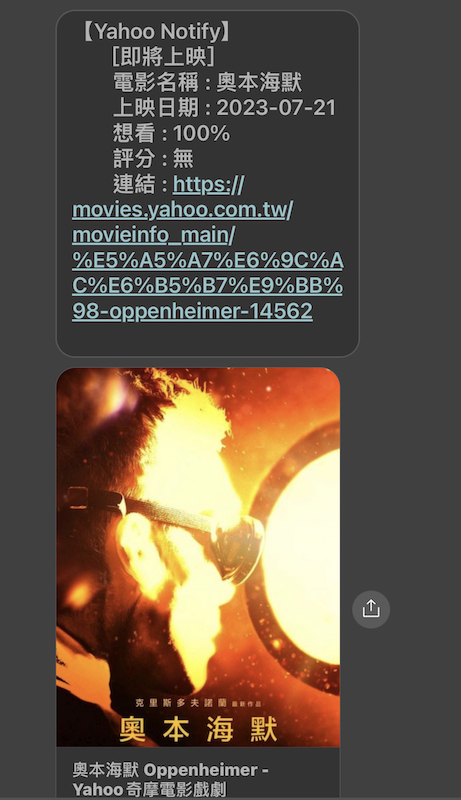 【Yahoo Notify】
[即將上映]
電影名稱 : 奧本海默
上映日期 : 2023-07-21
想看 : 100%
評分 : 無
連結 : https://
movies.yahoo.com.tw/
movieinfo_main/
%E5%A5%A7%E6%9C%A
C%E6%B5%B7%E9%BB%
98-oppenheimer-14562
克里斯多夫諾蘭 最新作品
奧本海默
奧本海默 Oppenheimer -
Yahoo奇摩電影戲劇